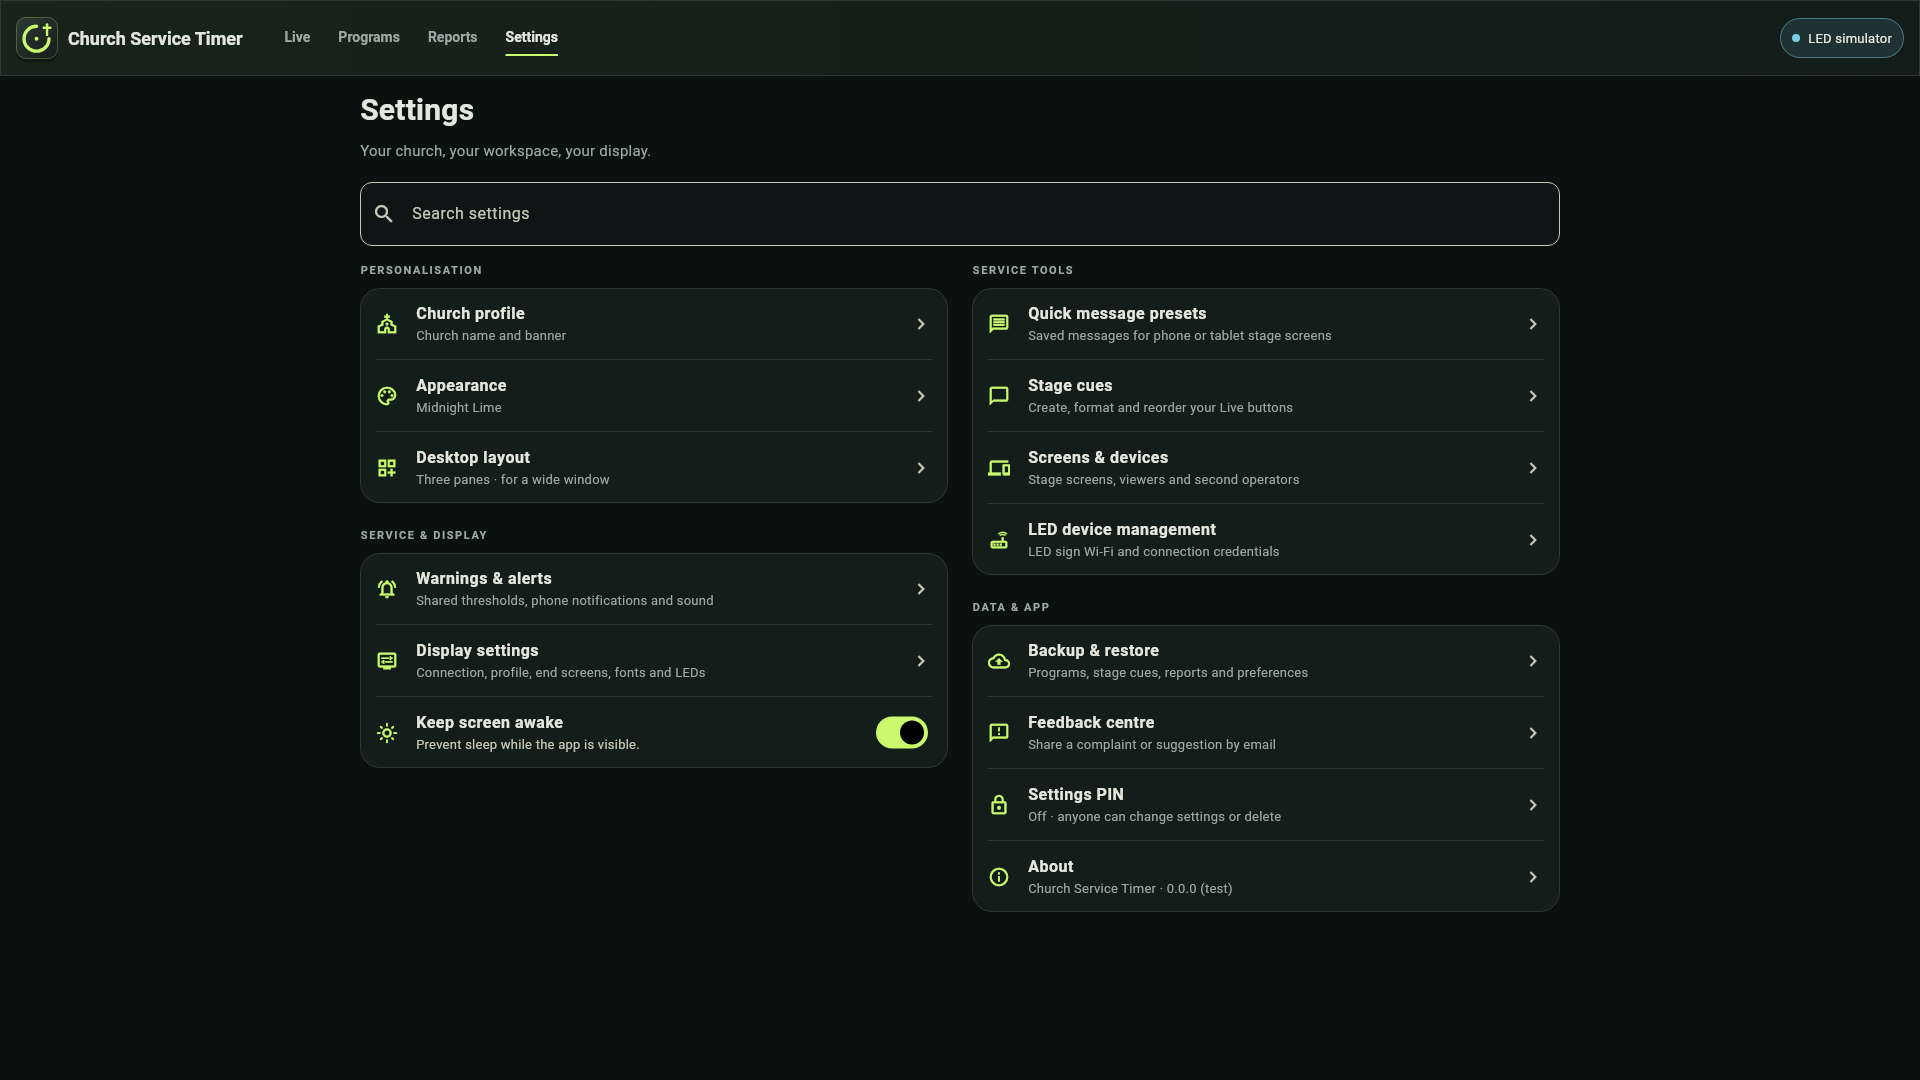 Church Service Timer
Live
Programs
Reports
Settings
LED simulator
Settings
Your church, your workspace, your display.
Search settings
PERSONALISATION
Church profile
Church name and banner
Appearance
Midnight Lime
Desktop layout
Three panes · for a wide window
SERVICE & DISPLAY
Warnings & alerts
Shared thresholds, phone notifications and sound
Display settings
Connection, profile, end screens, fonts and LEDs
Keep screen awake
Prevent sleep while the app is visible.
SERVICE TOOLS
Quick message presets
Saved messages for phone or tablet stage screens
Stage cues
Create, format and reorder your Live buttons
Screens & devices
Stage screens, viewers and second operators
LED device management
LED sign Wi-Fi and connection credentials
DATA & APP
Backup & restore
Programs, stage cues, reports and preferences
Feedback centre
Share a complaint or suggestion by email
Settings PIN
Off · anyone can change settings or delete
About
Church Service Timer · 0.0.0 (test)